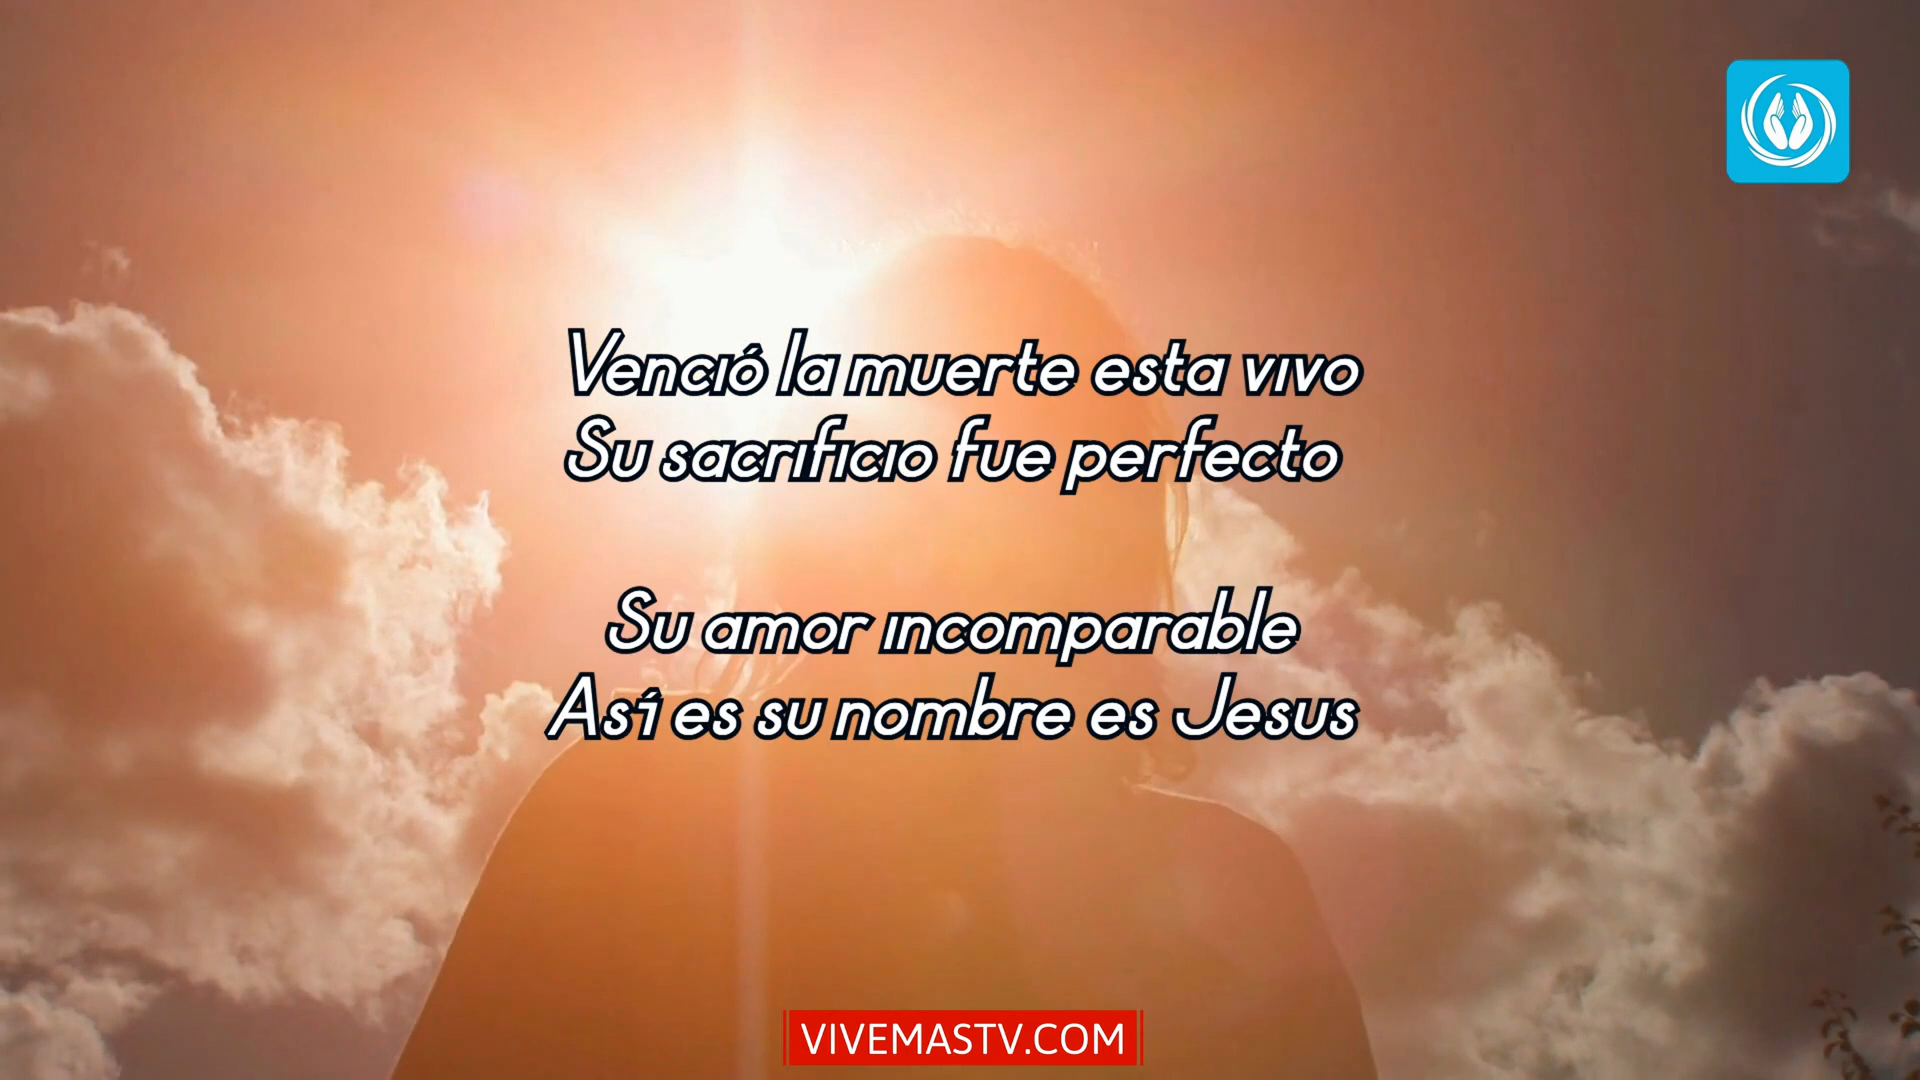 Venció la muerte esta vivo
Su sacrificio fue perfecto
Su amor incomparable
Así es su nombre es Jesus
VIVEMASTV.COM